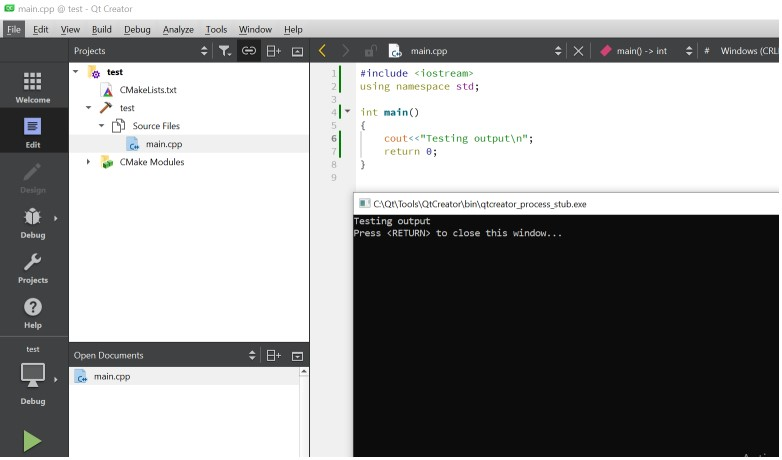 main.cpp @ test - Qt Creator
File Edit View Build Debug Analyze Tools Window Help
Projects
main.cpp
main() -> int
# Windows (CRL
Welcome
Edit
Design
Debug
Projects
Help
test
Debug
test
CMakeLists.txt
test
Source Files
main.cpp
CMake Modules
Open Documents
main.cpp
1 #include <iostream>
2 using namespace std;
3
4 int main()
5 {
6 cout<<"Testing output\n";
7 return 0;
8 }
9
C:\Qt\Tools\QtCreator\bin\qtcreator_process_stub.exe
Testing output
Press <RETURN> to close this window...